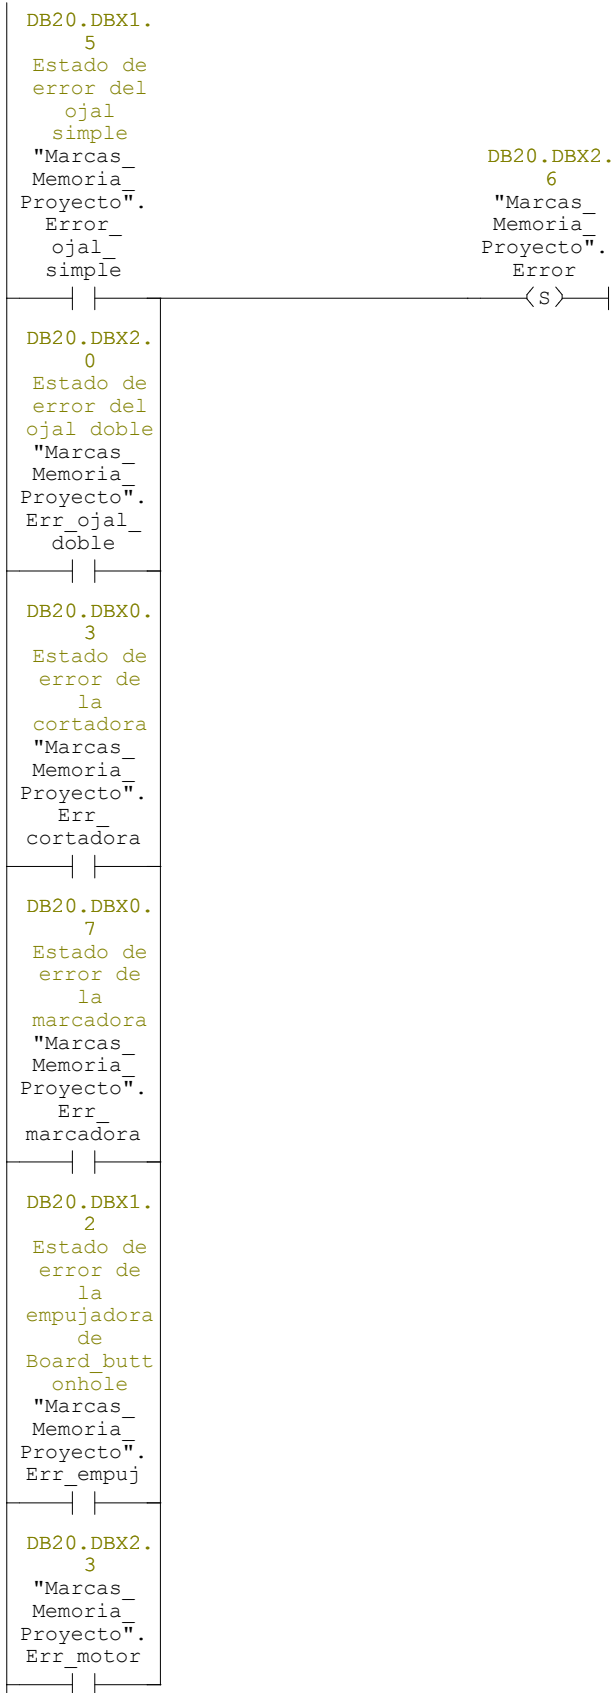 DB20.DBX1.
5
Estado de
error del
ojal
simple
"Marcas_
Memoria_
Proyecto".
Error_
ojal_
simple
DB20.DBX2.
6
"Marcas_
Memoria_
Proyecto".
Error
S
DB20.DBX2.
0
Estado de
error del
ojal doble
"Marcas_
Memoria_
Proyecto".
Err_ojal_
doble
DB20.DBX0.
3
Estado de
error de
la
cortadora
"Marcas_
Memoria_
Proyecto".
Err_
cortadora
DB20.DBX0.
7
Estado de
error de
la
marcadora
"Marcas_
Memoria_
Proyecto".
Err_
marcadora
DB20.DBX1.
2
Estado de
error de
la
empujadora
de
Board_butt
onhole
"Marcas_
Memoria_
Proyecto".
Err_empuj
DB20.DBX2.
3
"Marcas_
Memoria_
Proyecto".
Err_motor